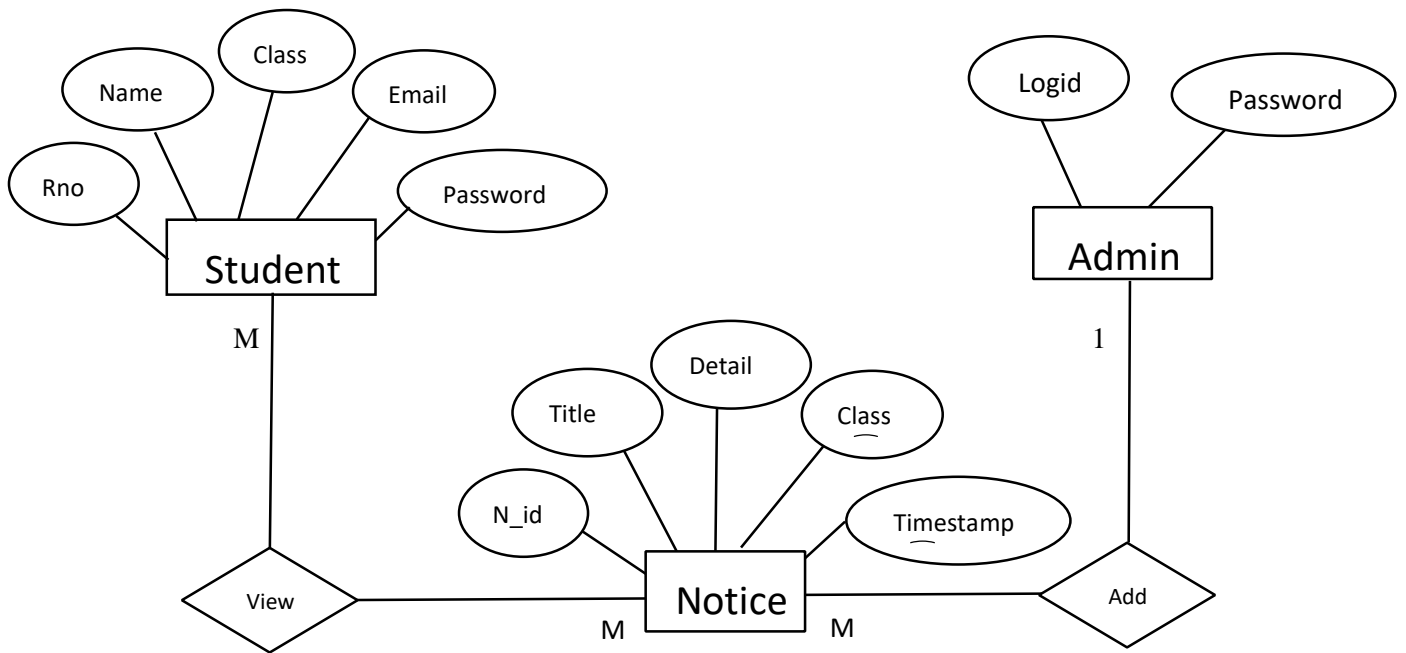 Class
Name
Email
Rno
Password
Student
Logid
Password
Admin
M
1
Detail
Title
Class
N_id
Timestamp
View
Notice
Add
M
M